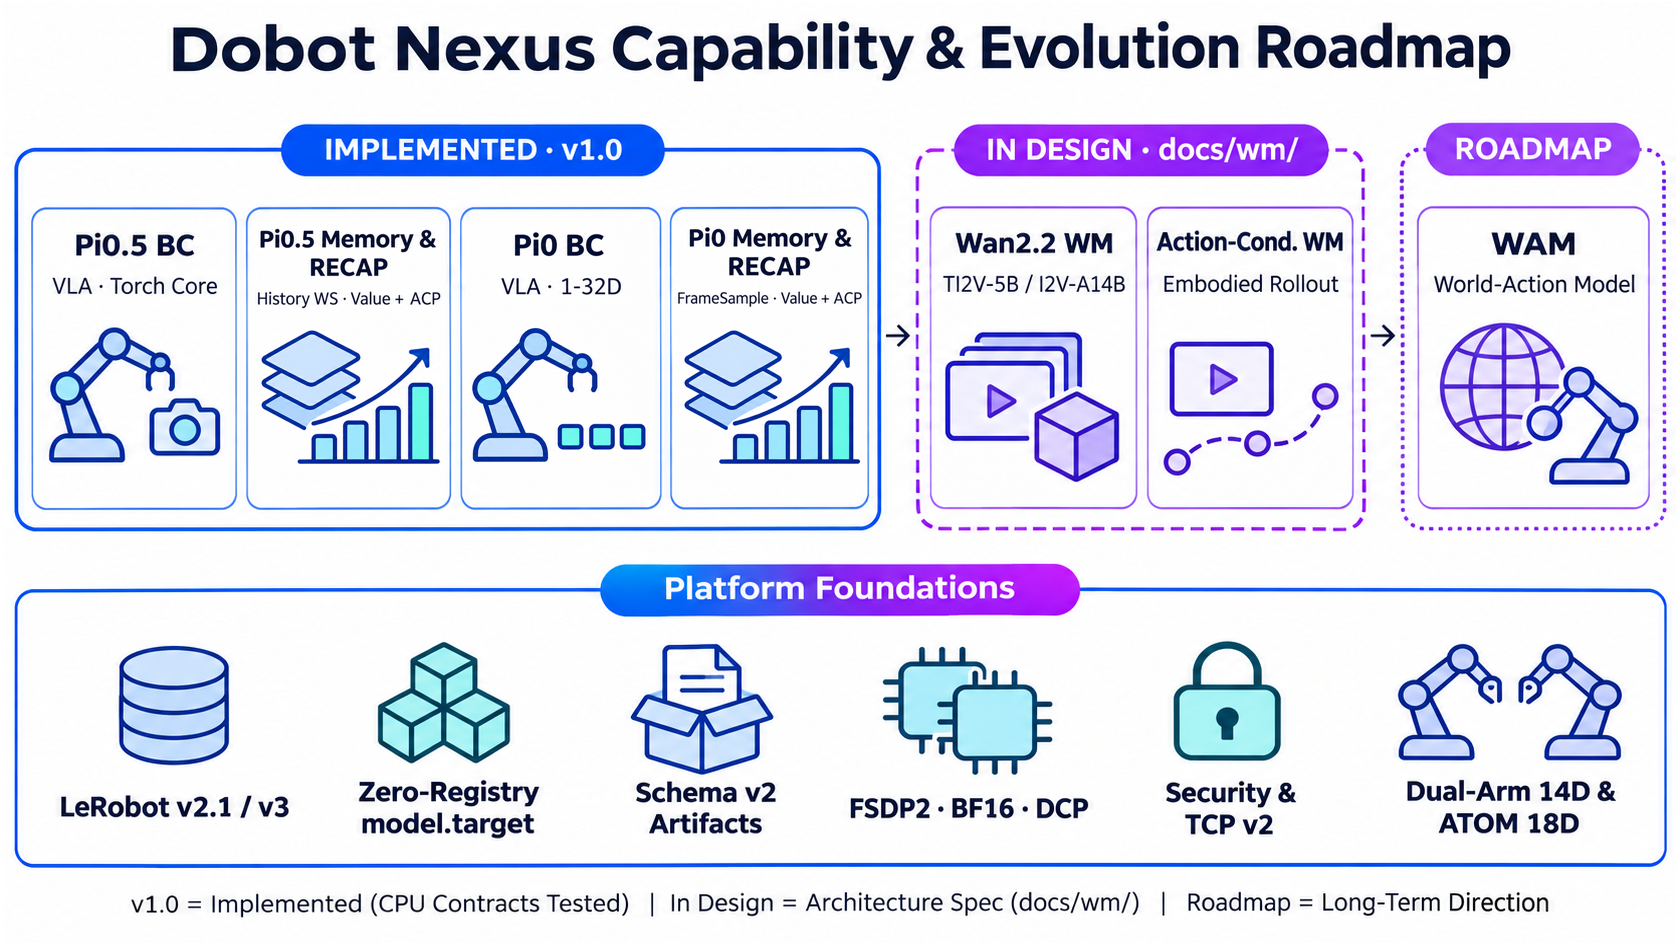 Dobot Nexus Capability & Evolution Roadmap
IMPLEMENTED · v1.0
Pi0.5 BC
VLA · Torch Core
Pi0.5 Memory &
RECAP
History WS · Value + ACP
Pi0 BC
VLA · 1-32D
Pi0 Memory &
RECAP
FrameSample · Value + ACP
→
IN DESIGN · docs/wm/
Wan2.2 WM
TI2V-5B / I2V-A14B
Action-Cond. WM
Embodied Rollout
→
ROADMAP
WAM
World-Action Model
Platform Foundations
LeRobot v2.1 / v3
Zero-Registry
model.target
Schema v2
Artifacts
FSDP2 · BF16 · DCP
Security &
TCP v2
Dual-Arm 14D &
ATOM 18D
v1.0 = Implemented (CPU Contracts Tested) | In Design = Architecture Spec (docs/wm/) | Roadmap = Long-Term Direction